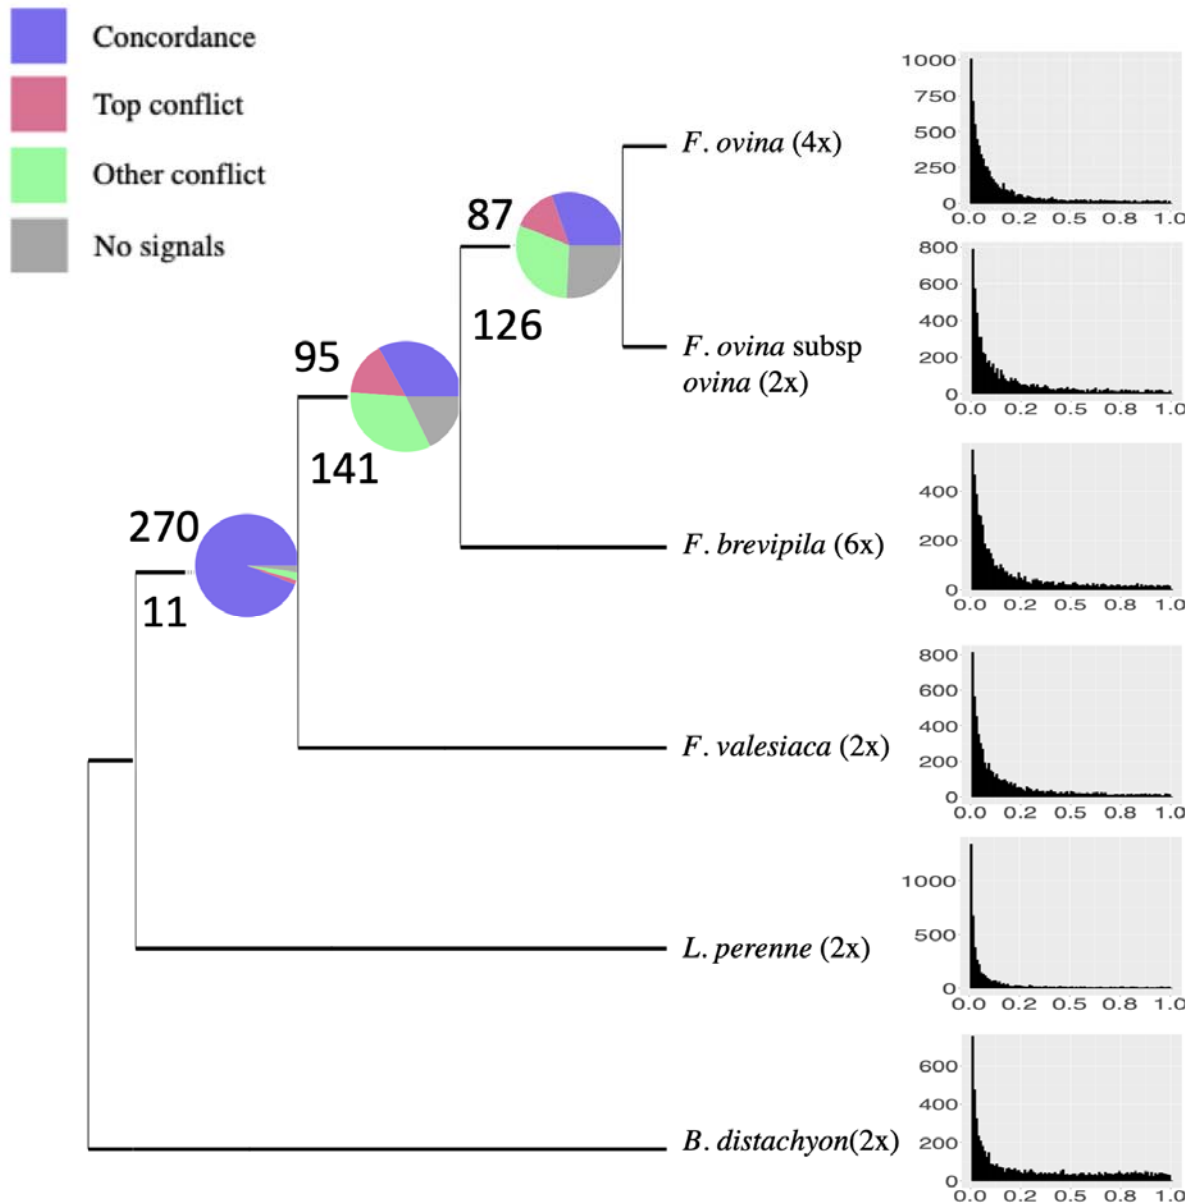 Concordance
Top conflict
Other conflict
No signals
87
126
95
141
270
11
F. ovina (4x)
F. ovina subsp
ovina (2x)
F. brevipila (6x)
F. valesiaca (2x)
L. perenne (2x)
B. distachyon(2x)
1000
750
500
250
0
0.0 0.2 0.5 0.8 1.0
800
600
400
200
0
0.0 0.2 0.5 0.8 1.0
400
200
0
0.0 0.2 0.5 0.8 1.0
800
600
400
200
0
0.0 0.2 0.5 0.8 1.0
1000
500
0
0.0 0.2 0.5 0.8 1.0
600
400
200
0
0.0 0.2 0.5 0.8 1.0